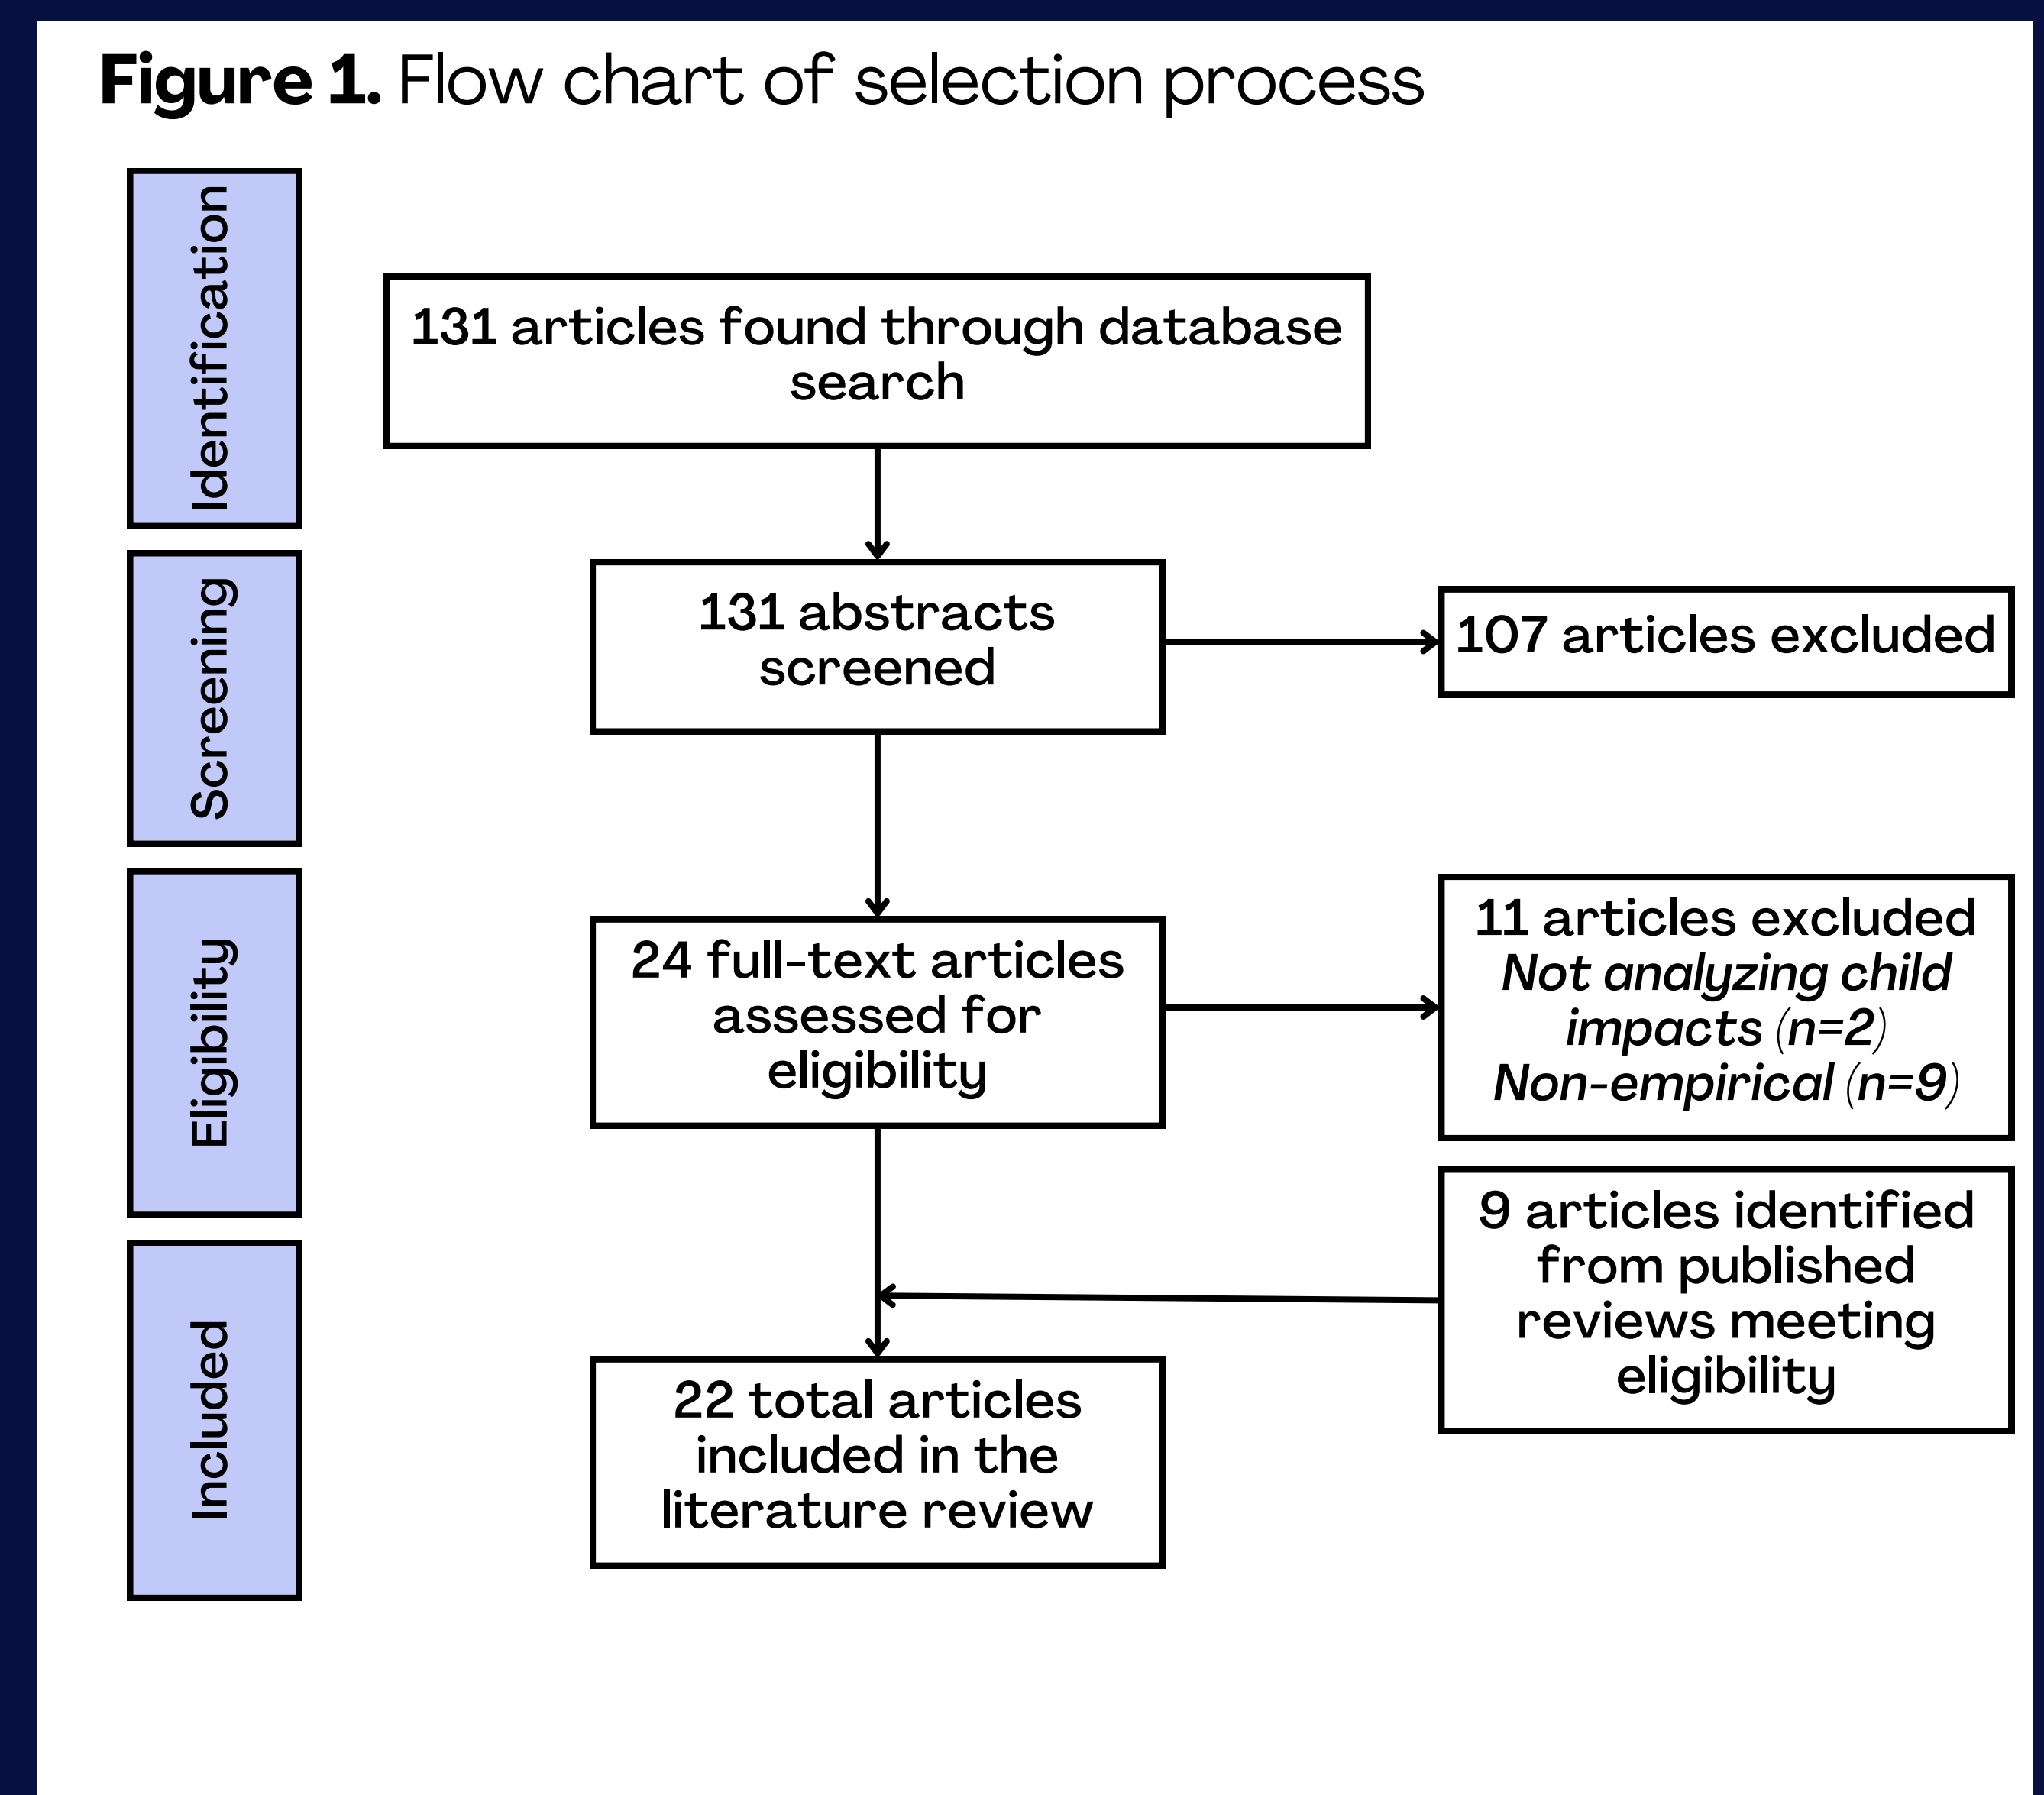 Figure 1. Flow chart of selection process
Identification
131 articles found through database
search
Screening
131 abstracts
screened
107 articles excluded
Eligibility
24 full-text articles
assessed for
eligibility
11 articles excluded
Not analyzing child
impacts (n=2)
Non-empirical (n=9)
9 articles identified
from published
reviews meeting
eligibility
Included
22 total articles
included in the
literature review